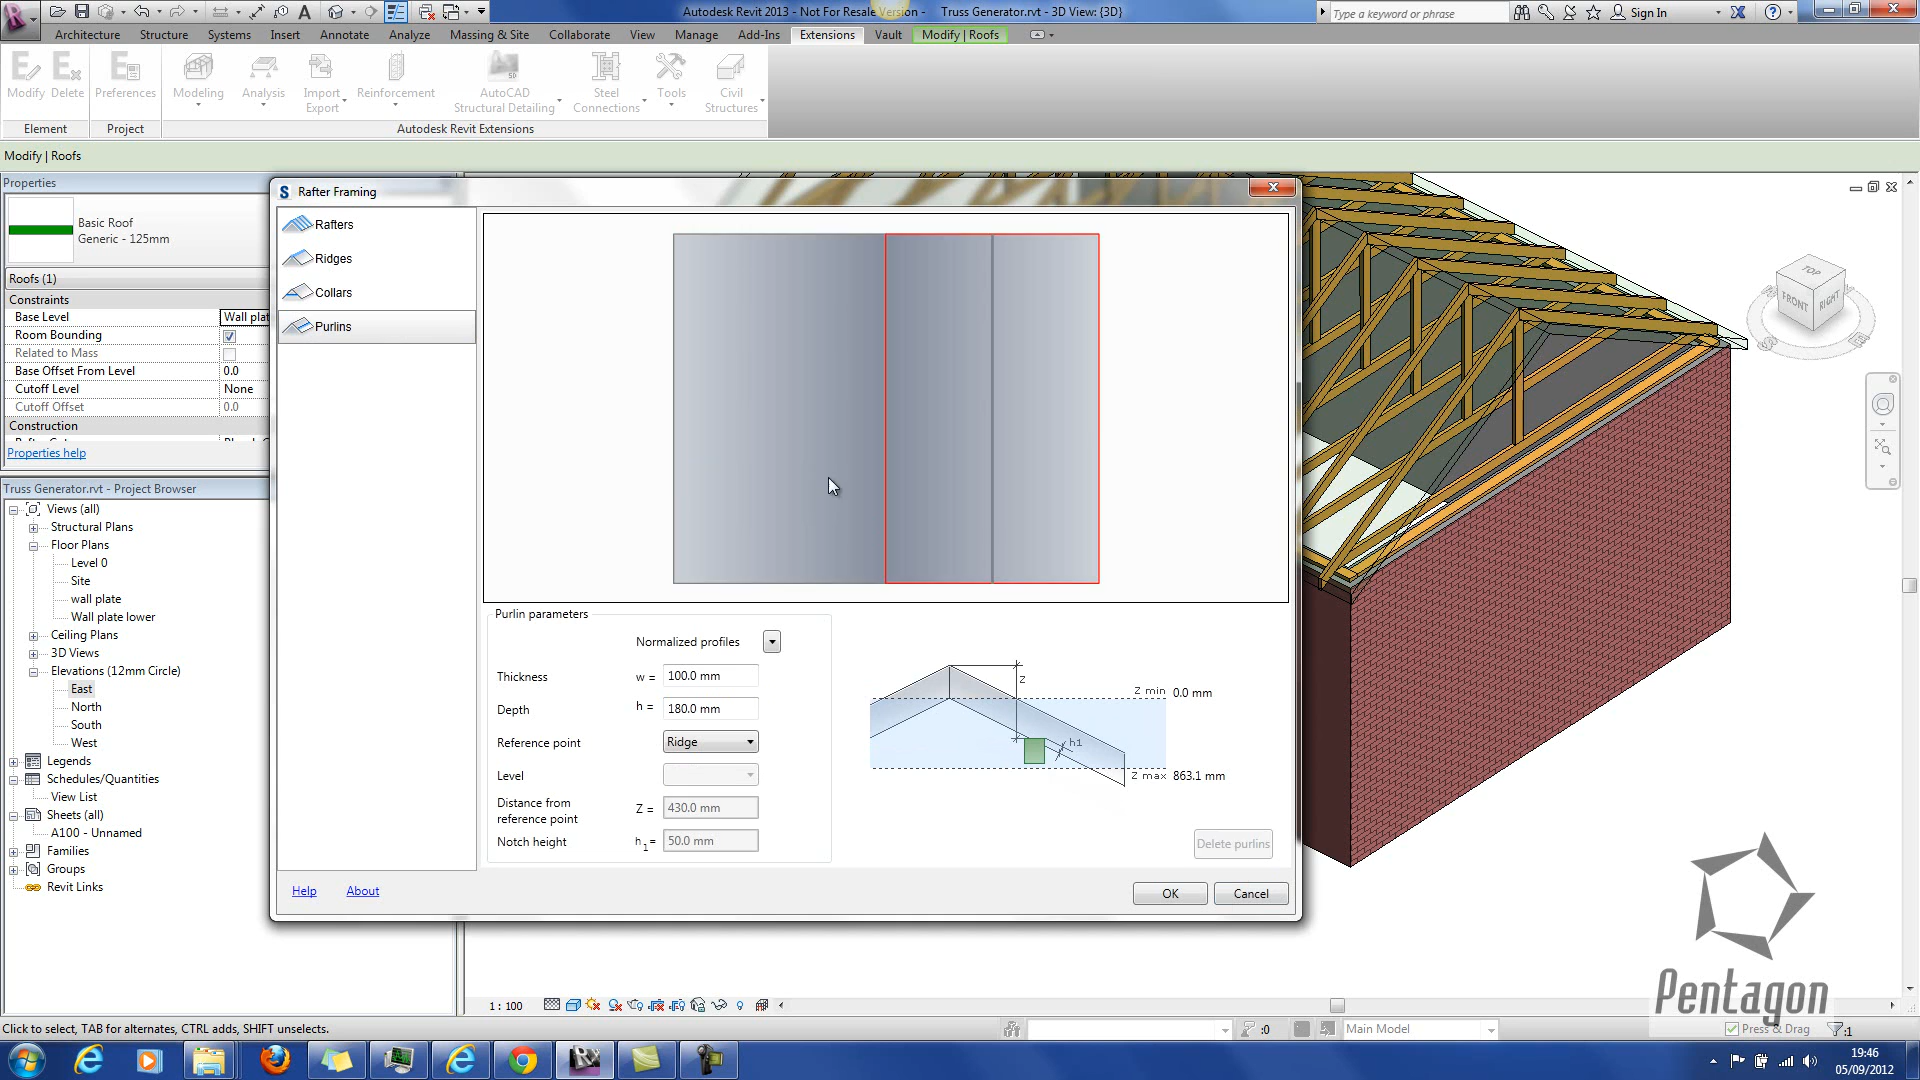 Autodesk Revit 2013 - Not For Resale Version - Truss Generator.rvt - 3D View: {3D}
Type a keyword or phrase
Sign In
Architecture Structure Systems Insert Annotate Analyze Massing & Site Collaborate View Manage Add-Ins Extensions Vault Modify | Roofs
Modify Delete Preferences Modeling Analysis Import Export Reinforcement AutoCAD Structural Detailing Steel Connections Tools Civil Structures
Element Project Autodesk Revit Extensions
Modify | Roofs
Properties
Basic Roof
Generic - 125mm
Roofs (1)
Constraints
Base Level Wall plat
Room Bounding
Related to Mass
Base Offset From Level 0.0
Cutoff Level None
Cutoff Offset 0.0
Construction
Properties help
Truss Generator.rvt - Project Browser
Views (all)
Structural Plans
Floor Plans
Level 0
Site
wall plate
Wall plate lower
Ceiling Plans
3D Views
Elevations (12mm Circle)
East
North
South
West
Legends
Schedules/Quantities
View List
Sheets (all)
A100 - Unnamed
Families
Groups
Revit Links
Rafter Framing
Rafters
Ridges
Collars
Purlins
Purlin parameters
Normalized profiles
Thickness w = 100.0 mm
Depth h = 180.0 mm
Reference point Ridge
Level
Distance from reference point Z = 430.0 mm
Notch height h1= 50.0 mm
z
h1
Z min 0.0 mm
Z max 863.1 mm
Delete purlins
Help About
OK Cancel
TOP
FRONT RIGHT
Pentagon
1 : 100
Click to select, TAB for alternates, CTRL adds, SHIFT unselects.
:0
Main Model
Press & Drag
:1
19:46
05/09/2012